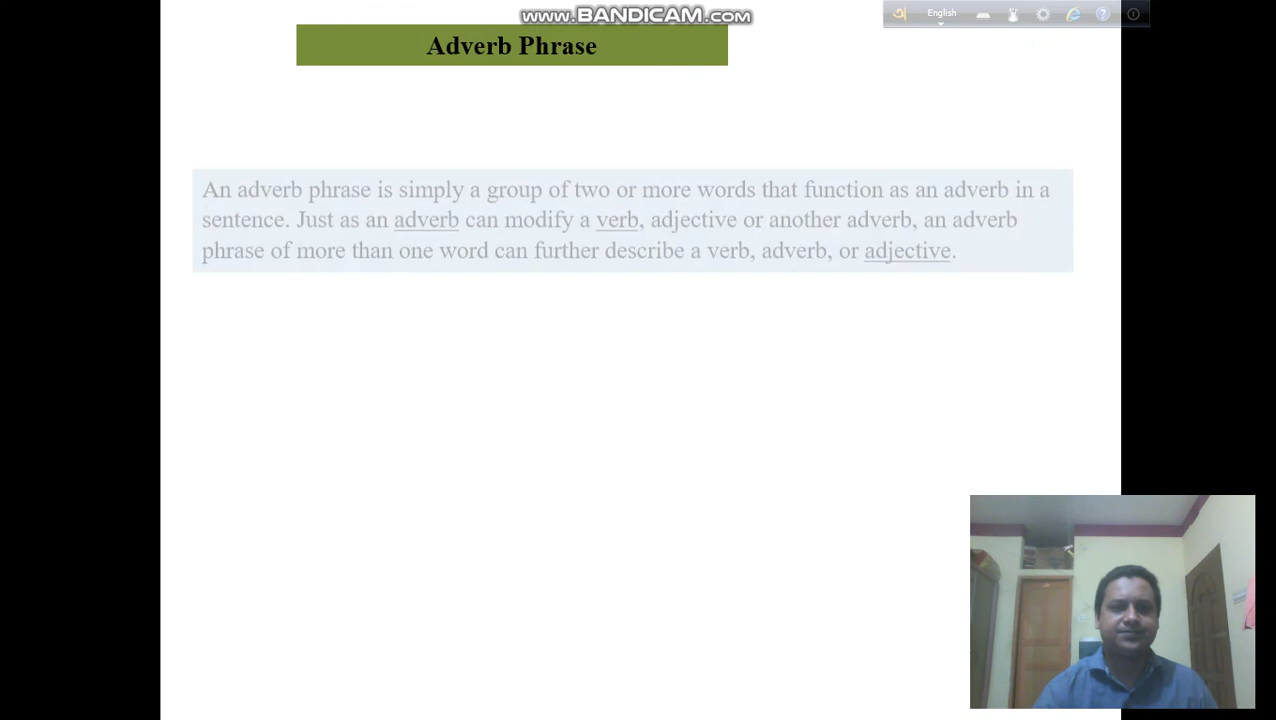 www.BANDICAM.com
অ English
Adverb Phrase
An adverb phrase is simply a group of two or more words that function as an adverb in a
sentence. Just as an adverb can modify a verb, adjective or another adverb, an adverb
phrase of more than one word can further describe a verb, adverb, or adjective.